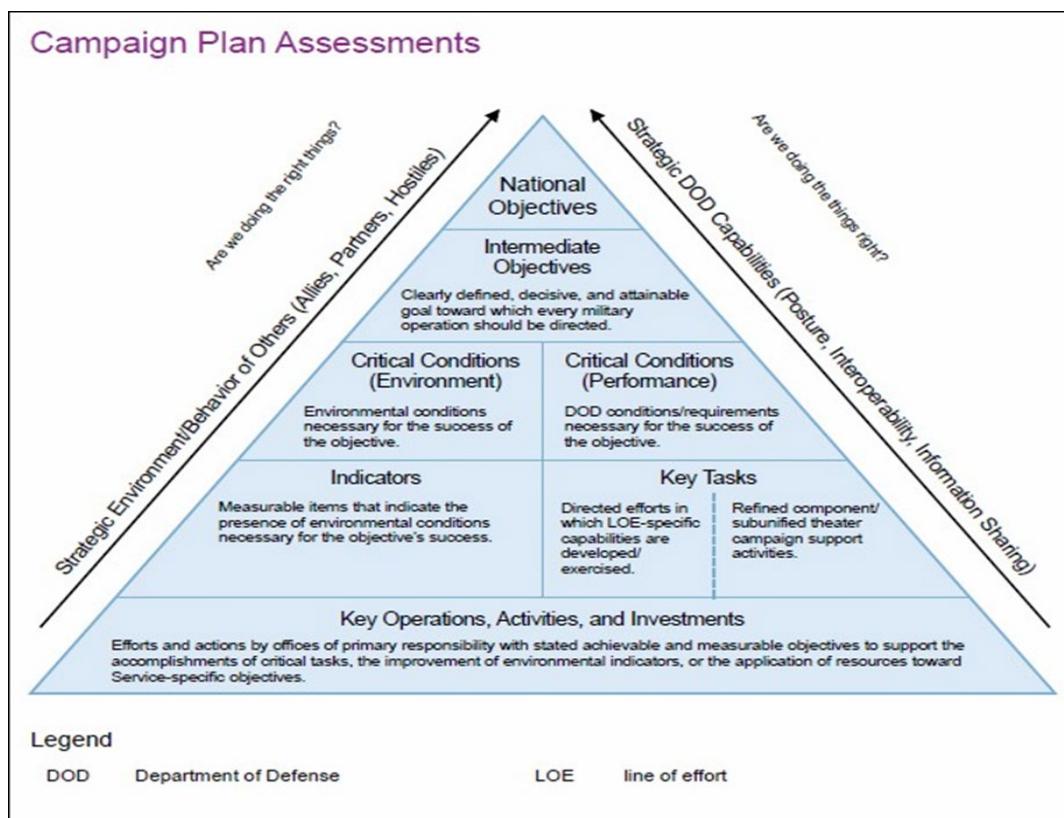 Campaign Plan Assessments
Are we doing the right things?
Strategic Environment/Behavior of Others (Allies, Partners, Hostiles)
Strategic DOD Capabilities (Posture, Interoperability, Information Sharing)
Are we doing the things right?
National
Objectives
Intermediate
Objectives
Clearly defined, decisive, and attainable
goal toward which every military
operation should be directed.
Critical Conditions
(Environment)
Environmental conditions
necessary for the success of
the objective.
Critical Conditions
(Performance)
DOD conditions/requirements
necessary for the success of
the objective.
Indicators
Measurable items that indicate the
presence of environmental conditions
necessary for the objective's success.
Key Tasks
Directed efforts in
which LOE-specific
capabilities are
developed/
exercised.
Refined component/
subunified theater
campaign support
activities.
Key Operations, Activities, and Investments
Efforts and actions by offices of primary responsibility with stated achievable and measurable objectives to support the
accomplishments of critical tasks, the improvement of environmental indicators, or the application of resources toward
Service-specific objectives.
Legend
DOD Department of Defense LOE line of effort